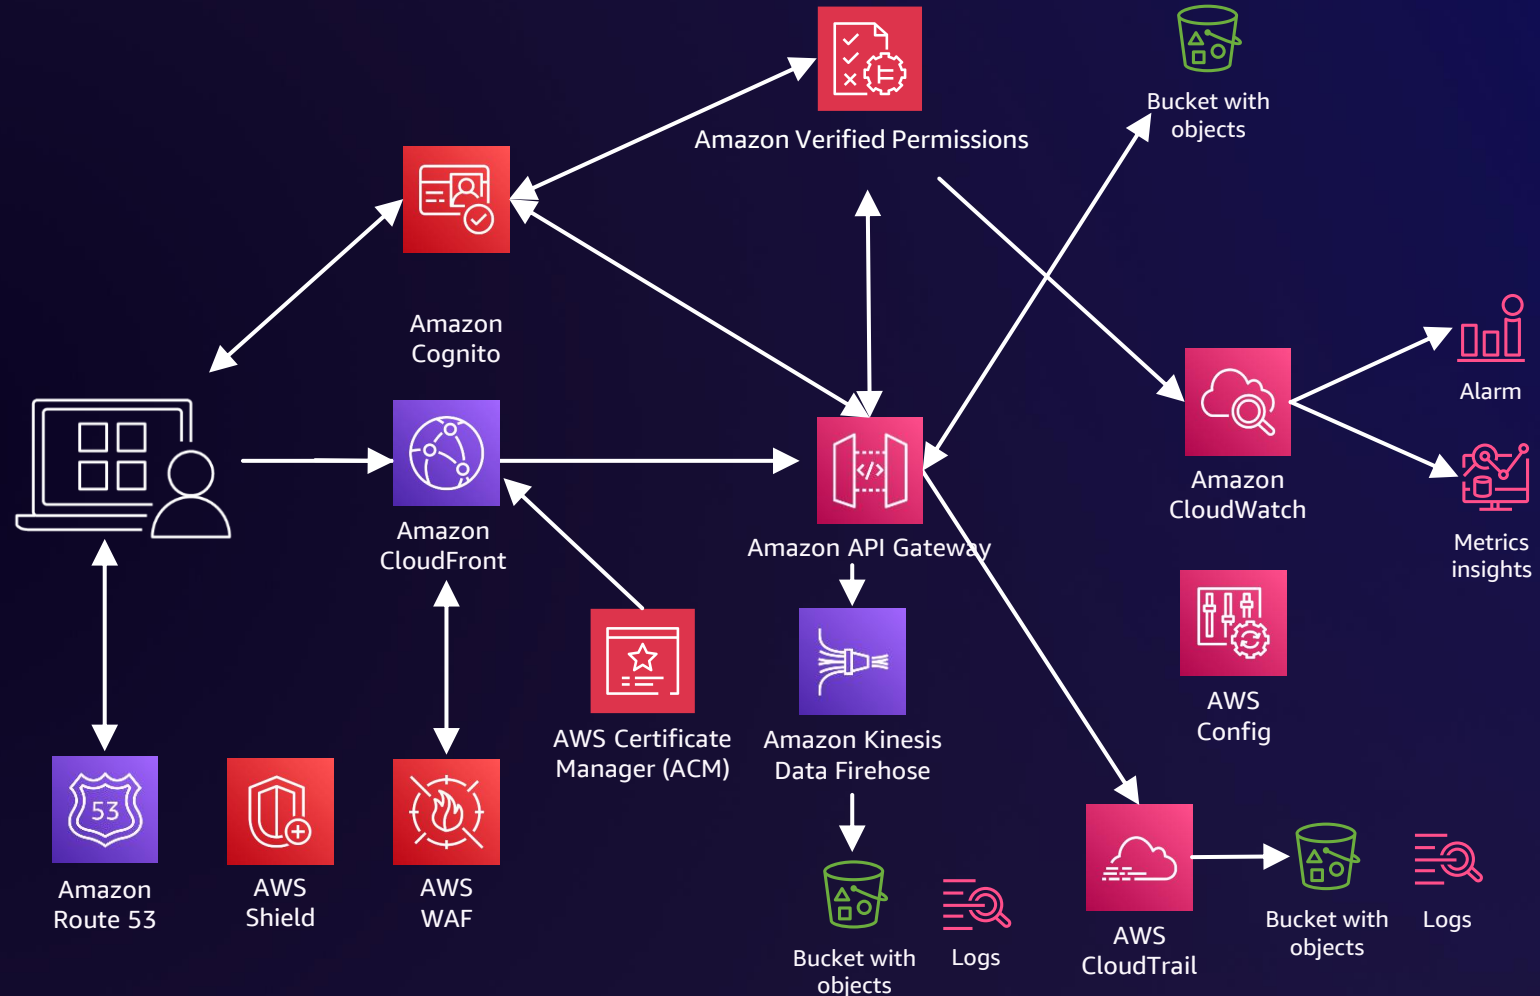 Amazon Verified Permissions
Bucket with
objects
Amazon
Cognito
Alarm
Amazon
CloudFront
</>
Amazon API Gateway
Amazon
CloudWatch
Metrics
insights
AWS Certificate
Manager (ACM)
Amazon Kinesis
Data Firehose
AWS
Config
53
Amazon
Route 53
AWS
Shield
AWS
WAF
Bucket with
objects
Logs
AWS
CloudTrail
Bucket with
objects
Logs